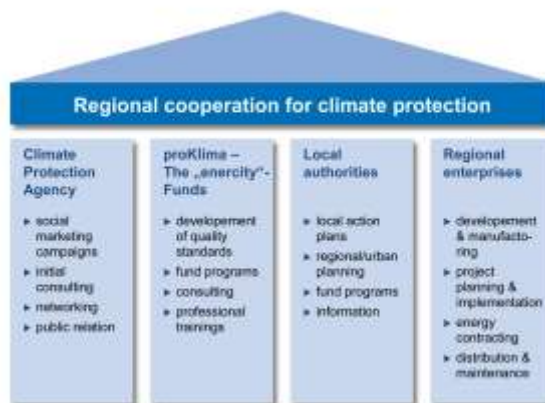 Regional cooperation for climate protection
Climate
Protection
Agency
▸ social
marketing
campaigns
▸ initial
consulting
▸ networking
▸ public relation
proKlima –
The „enercity“-
Funds
▸ developement
of quality
standards
▸ fund programs
▸ consulting
▸ professional
trainings
Local
authorities
▸ local action
plans
▸ regional/urban
planning
▸ fund programs
▸ information
Regional
enterprises
▸ developement
& manufacto-
ring
▸ project
planning &
implementation
▸ energy
contracting
▸ distribution &
maintenance